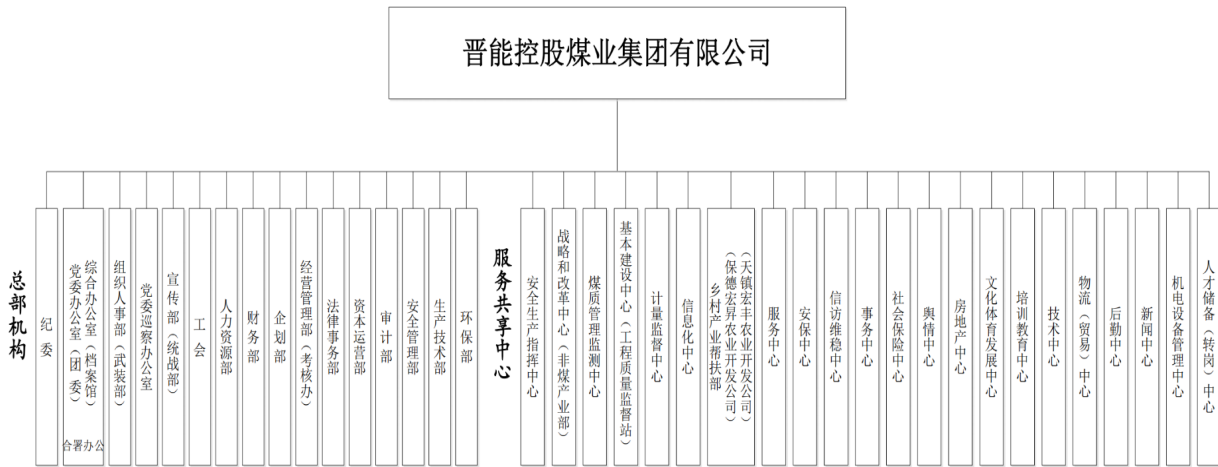 晋能控股煤业集团有限公司
总部机构
纪委
党委办公室（团委）
综合办公室（档案馆）
合署办公
组织人事部（武装部）
党委巡察办公室
宣传部（统战部）
工会
人力资源部
财务部
企划部
经营管理部（考核办）
法律事务部
资本运营部
审计部
安全管理部
生产技术部
环保部
服务共享中心
安全生产指挥中心
战略和改革中心（非煤产业部）
煤质管理监测中心
基本建设中心（工程质量监督站）
计量监督中心
信息化中心
乡村产业帮扶部
（保德宏昇农业开发公司）
（天镇宏丰农业开发公司）
服务中心
安保中心
信访维稳中心
事务中心
社会保险中心
舆情中心
房地产中心
文化体育发展中心
培训教育中心
技术中心
物流（贸易）中心
后勤中心
新闻中心
机电设备管理中心
人才储备（转岗）中心